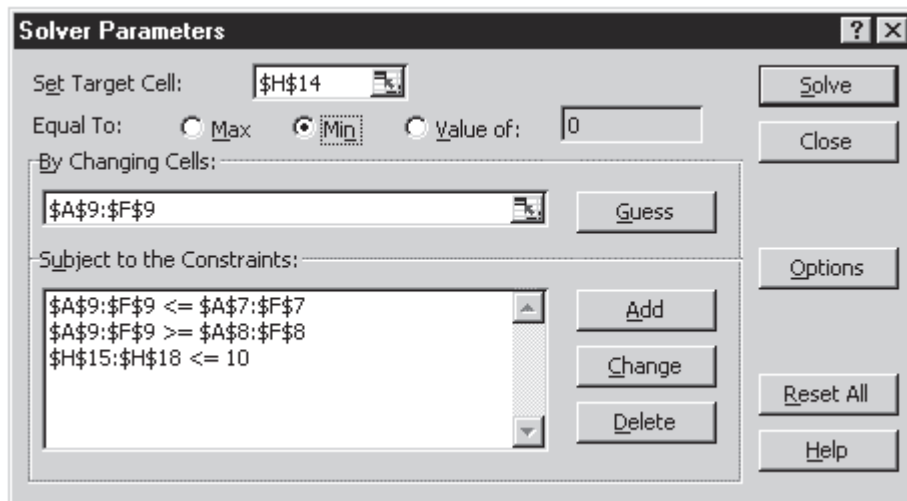 Solver Parameters
Set Target Cell: $H$14 Solve
Equal To: Max Min Value of: 0 Close
By Changing Cells:
$A$9:$F$9 Guess
Subject to the Constraints: Options
$A$9:$F$9 <= $A$7:$F$7 Add
$A$9:$F$9 >= $A$8:$F$8
$H$15:$H$18 <= 10 Change
Reset All
Delete
Help